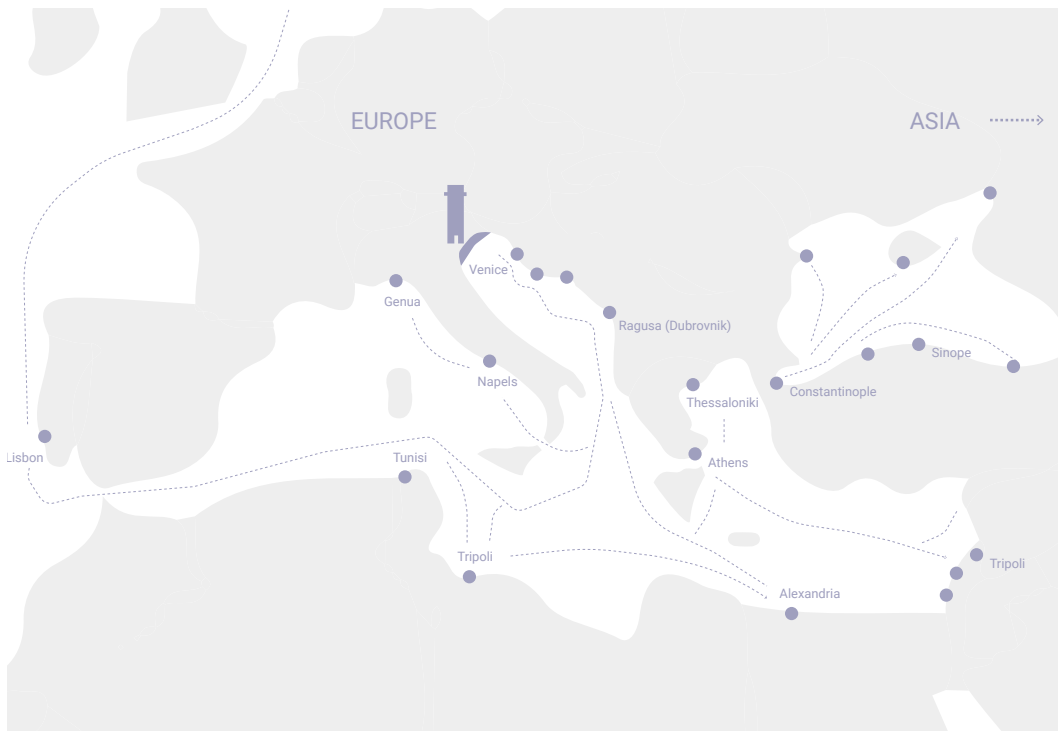 EUROPE
ASIA
Venice
Genua
Ragusa (Dubrovnik)
Sinope
Napels
Constantinople
Thessaloniki
Lisbon
Tunisi
Athens
Tripoli
Tripoli
Alexandria